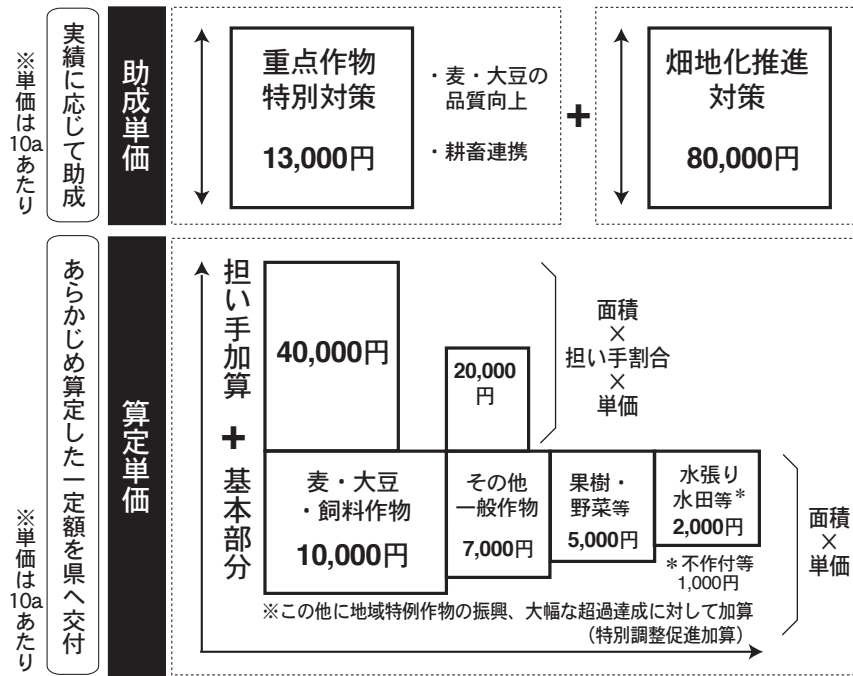 実績に応じて助成
※単価は10aあたり
助成単価
重点作物
特別対策
13,000円
・麦・大豆の
品質向上
・耕畜連携
+
畑地化推進
対策
80,000円
あらかじめ算定した一定額を県へ交付
※単価は10aあたり
算定単価
担い手加算
+
基本部分
40,000円
20,000
円
面積
×
担い手割合
×
単価
麦・大豆
・飼料作物
10,000円
その他
一般作物
7,000円
果樹・
野菜等
5,000円
水張り
水田等*
2,000円
*不作付等
1,000円
面積
×
単価
※この他に地域特例作物の振興、大幅な超過達成に対して加算
(特別調整促進加算)